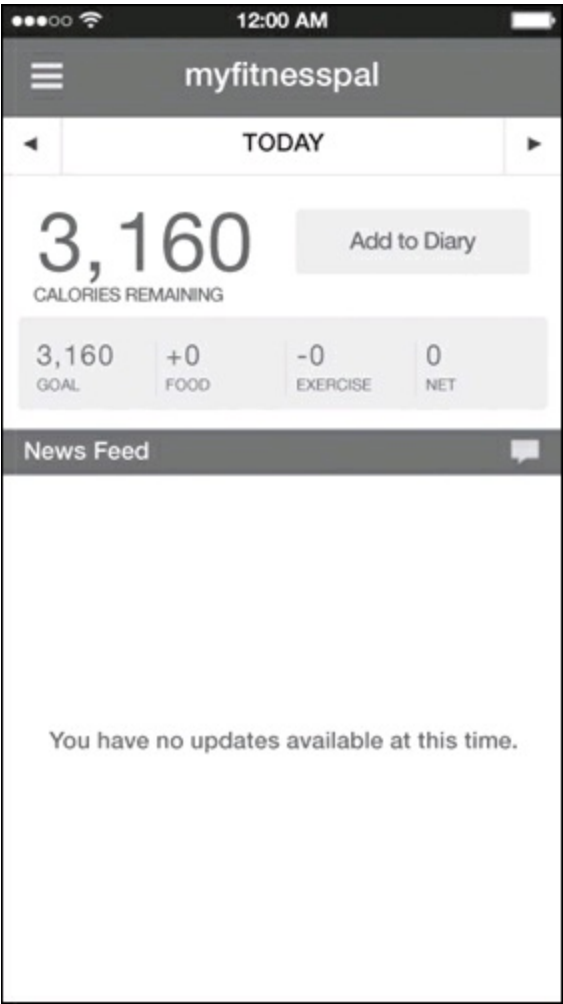 12:00 AM
myfitnesspal
TODAY
3,160
Add to Diary
CALORIES REMAINING
3,160 +0 -0 0
GOAL FOOD EXERCISE NET
News Feed
You have no updates available at this time.